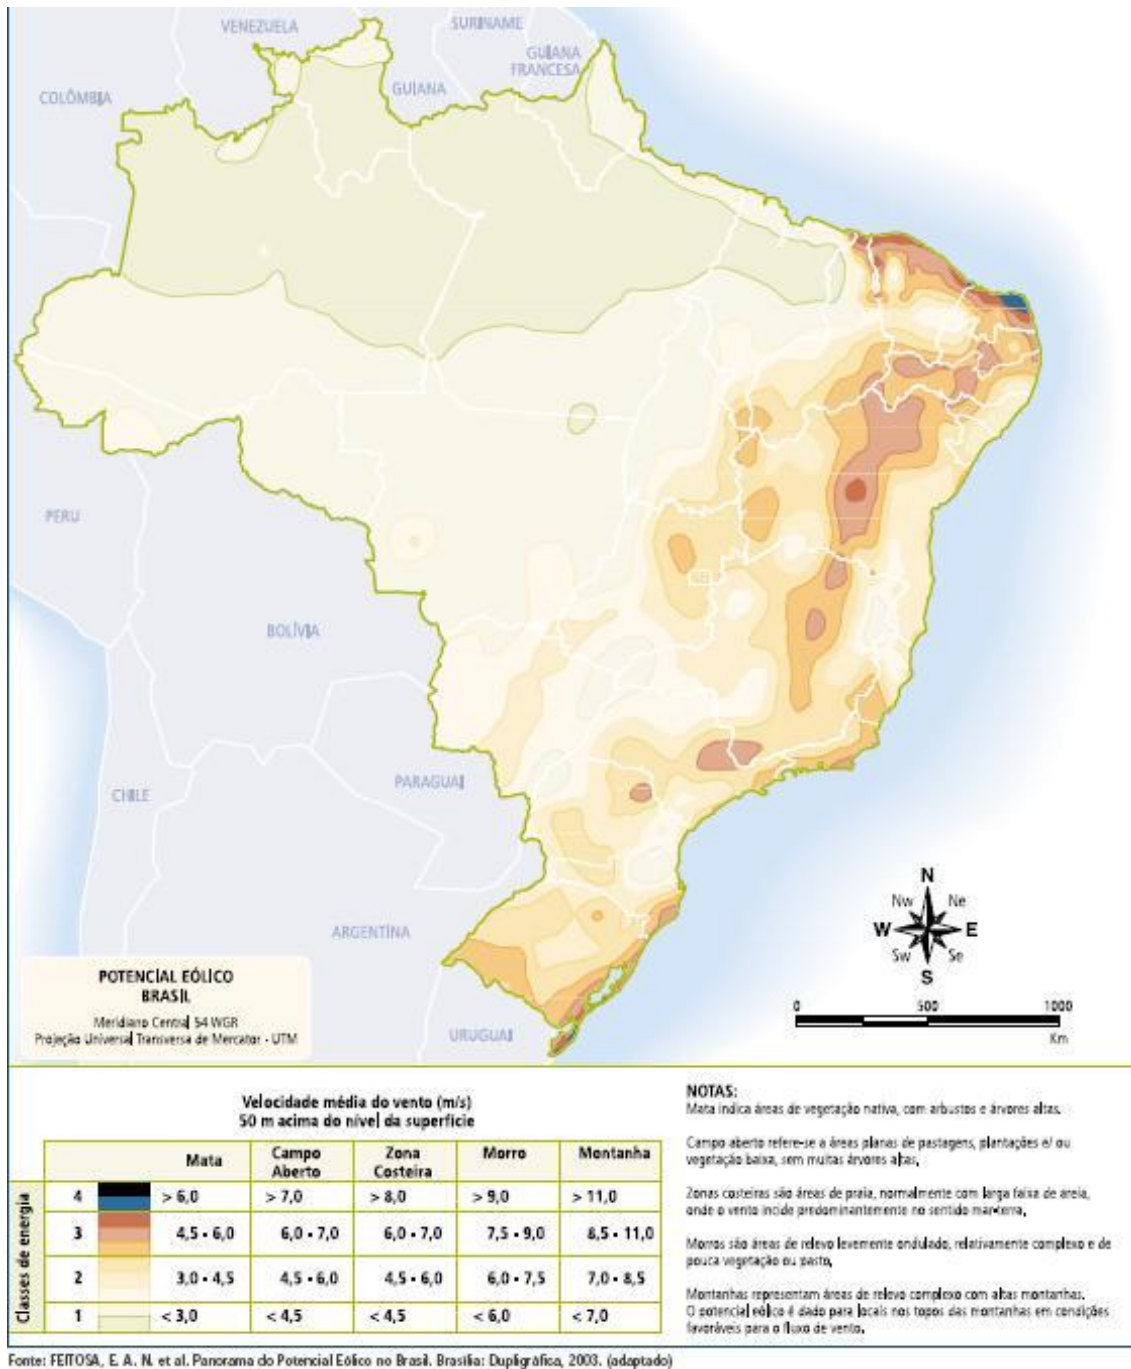 VENEZUELA
SURINAME
GUIANA
FRANCESA
GUIANA
COLÔMBIA
PERU
BOLÍVIA
PARAGUAI
CHILE
ARGENTINA
URUGUAI
N
Nw Ne
W E
Sw Se
S
0 500 1000
Km
POTENCIAL EÓLICO
BRASIL
Meridiano Central 54 WGR
Projeção Universal Transversa de Mercator - UTM
Velocidade média do vento (m/s)
50 m acima do nível da superfície
Mata Campo Aberto Zona Costeira Morro Montanha
Classes de energia
4 > 6,0 > 7,0 > 8,0 > 9,0 > 11,0
3 4,5 - 6,0 6,0 - 7,0 6,0 - 7,0 7,5 - 9,0 8,5 - 11,0
2 3,0 - 4,5 4,5 - 6,0 4,5 - 6,0 6,0 - 7,5 7,0 - 8,5
1 < 3,0 < 4,5 < 4,5 < 6,0 < 7,0
NOTAS:
Mata indica áreas de vegetação nativa, com arbustos e árvores altas.
Campo aberto refere-se a áreas planas de pastagens, plantações e/ ou
vegetação baixa, sem muitas árvores altas.
Zonas costeiras são áreas de praia, normalmente com larga faixa de areia,
onde o vento incide predominantemente no sentido mar-terra.
Morros são áreas de relevo levemente ondulado, relativamente complexo e de
pouca vegetação ou pasto.
Montanhas representam áreas de relevo complexo com altas montanhas.
O potencial eólico é dado para locais nos topos das montanhas em condições
favoráveis para o fluxo de vento.
Fonte: FEITOSA, E. A. N. et al. Panorama do Potencial Eólico no Brasil. Brasília: Dupligráfica, 2003. (adaptado)